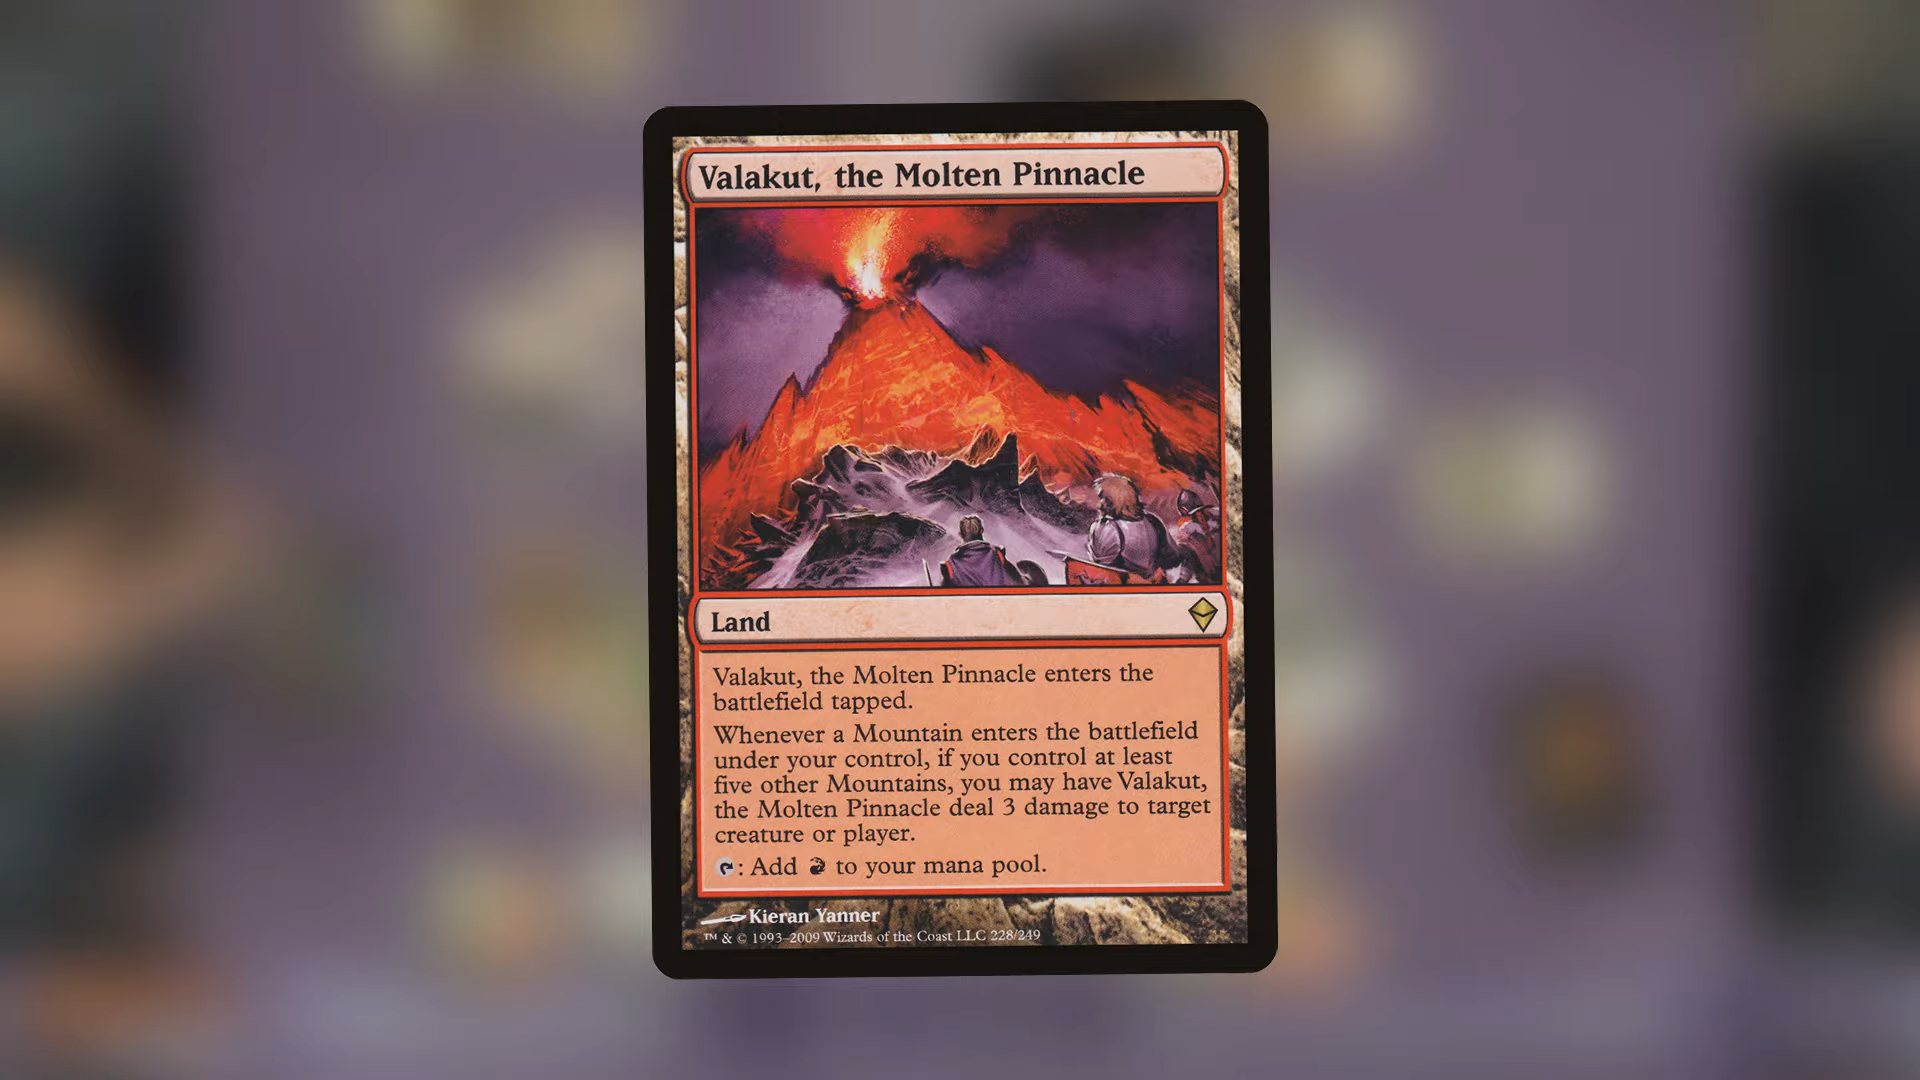 Valakut, the Molten Pinnacle
Land
Valakut, the Molten Pinnacle enters the
battlefield tapped.
Whenever a Mountain enters the battlefield
under your control, if you control at least
five other Mountains, you may have Valakut,
the Molten Pinnacle deal 3 damage to target
creature or player.
: Add to your mana pool.
Kieran Yanner
™ & © 1993–2009 Wizards of the Coast LLC 228/249